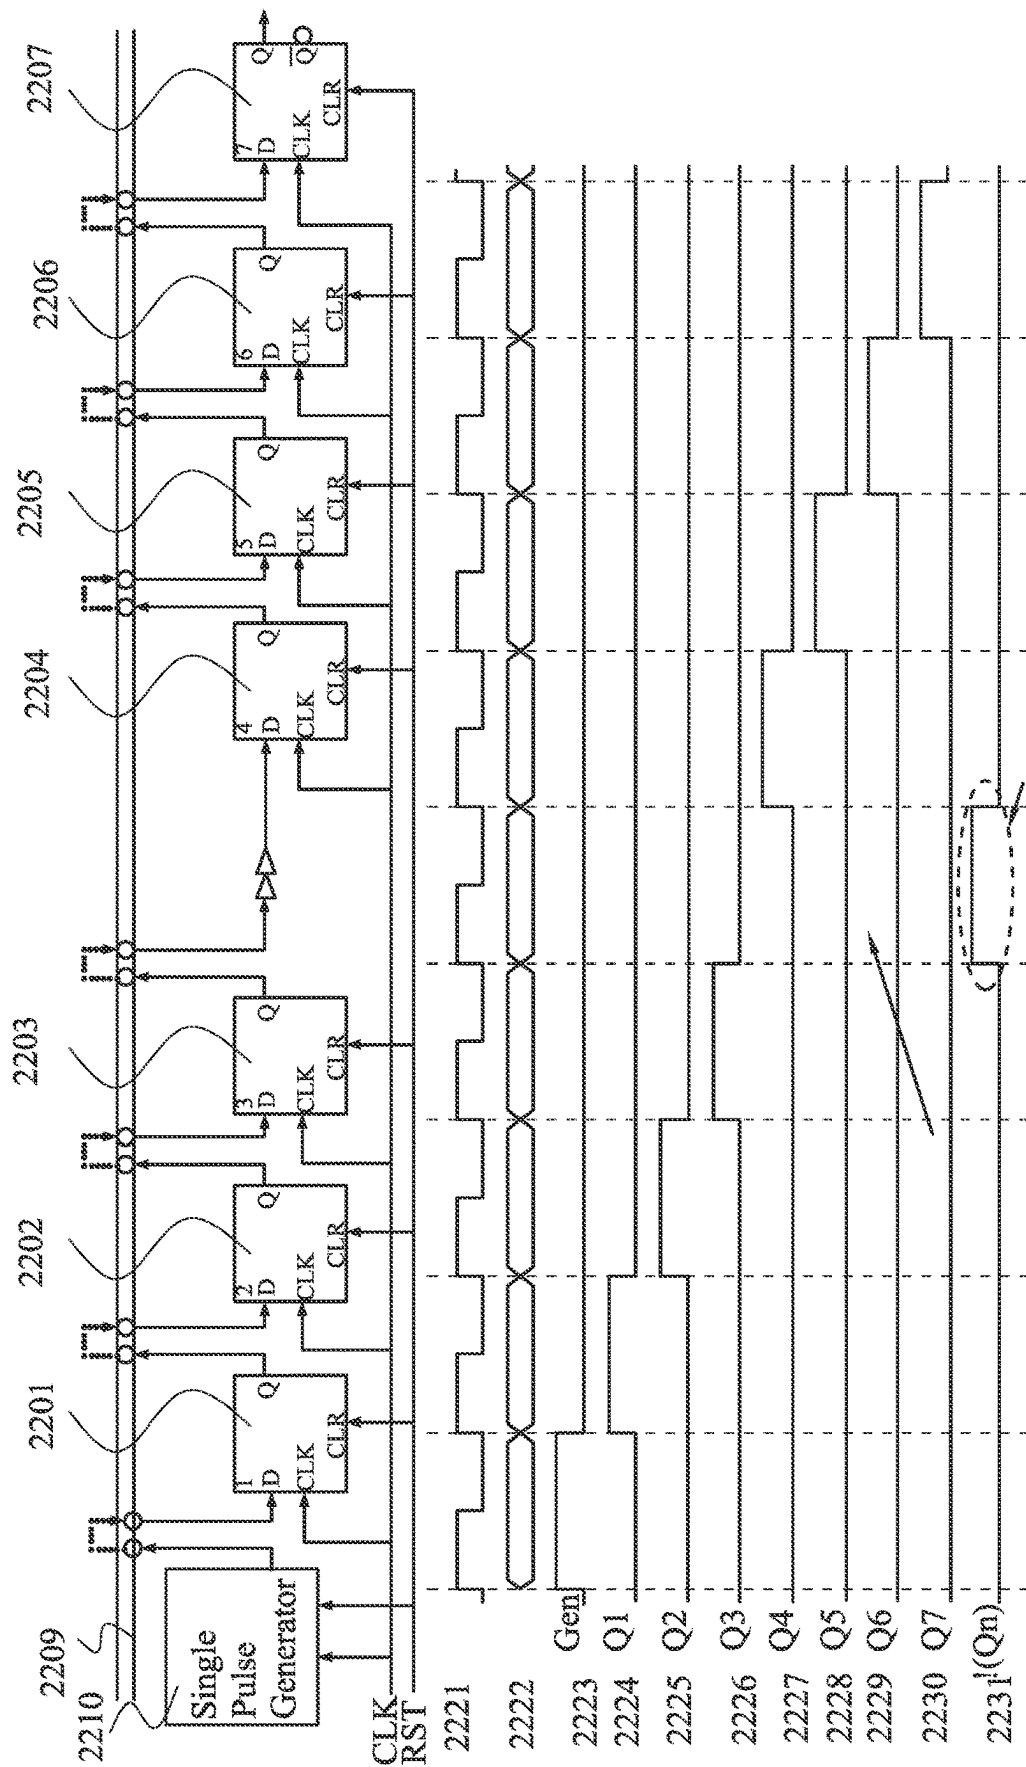 2201
2202
2203
2204
2205
2206
2207
2209
2210
Single
Pulse
Generator
1
D
CLK
Q
CLR
2
D
CLK
Q
CLR
3
D
CLK
Q
CLR
4
D
CLK
Q
CLR
5
D
CLK
Q
CLR
6
D
CLK
Q
CLR
7
D
CLK
Q
Q
CLR
CLK
RST
2221
2222
2223 Gen
2224 Q1
2225 Q2
2226 Q3
2227 Q4
2228 Q5
2229 Q6
2230 Q7
2231 !(Qn)